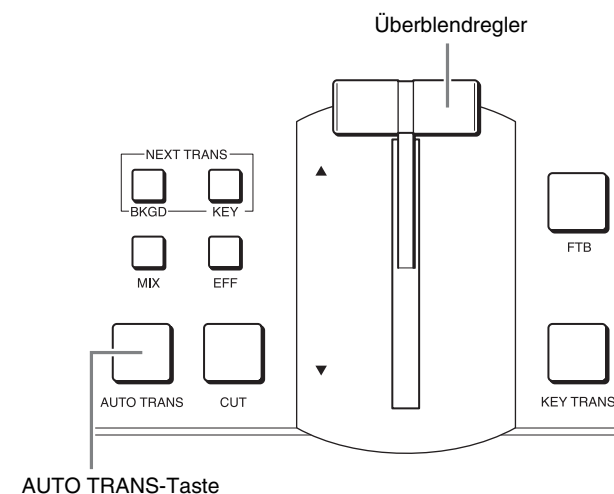 Überblendregler
NEXT TRANS
BKGD KEY
MIX EFF
FTB
AUTO TRANS CUT
KEY TRANS
AUTO TRANS-Taste